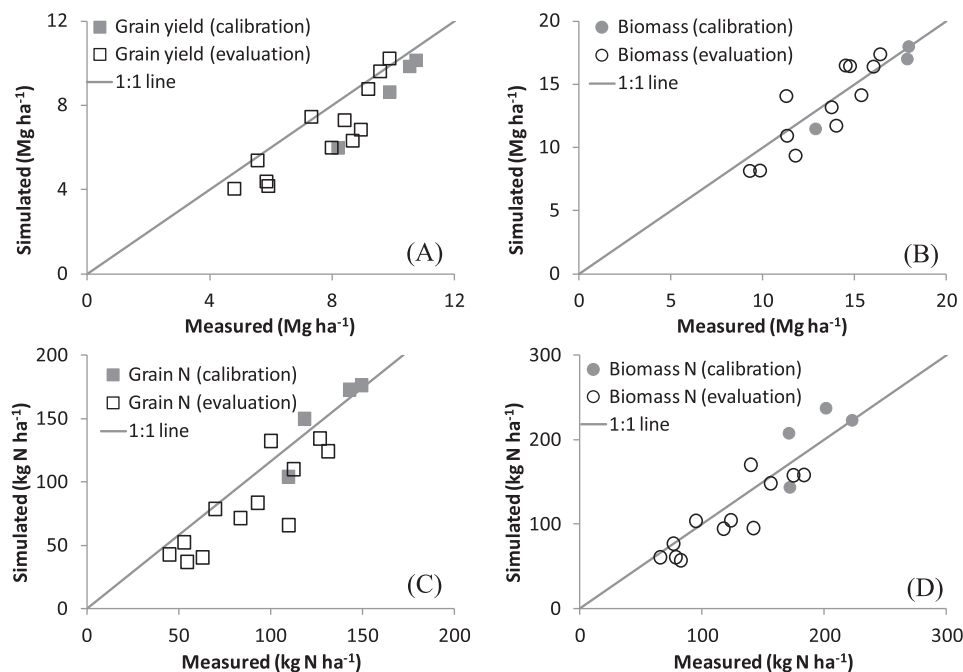 12
8
4
0
0
4
8
12
Simulated (Mg ha⁻¹)
Measured (Mg ha⁻¹)
Grain yield (calibration)
Grain yield (evaluation)
1:1 line
(A)
20
15
10
5
0
0
5
10
15
20
Simulated (Mg ha⁻¹)
Measured (Mg ha⁻¹)
Biomass (calibration)
Biomass (evaluation)
1:1 line
(B)
200
150
100
50
0
0
50
100
150
200
Simulated (kg N ha⁻¹)
Measured (kg N ha⁻¹)
Grain N (calibration)
Grain N (evaluation)
1:1 line
(C)
300
200
100
0
0
100
200
300
Simulated (kg N ha⁻¹)
Measured (kg N ha⁻¹)
Biomass N (calibration)
Biomass N (evaluation)
1:1 line
(D)